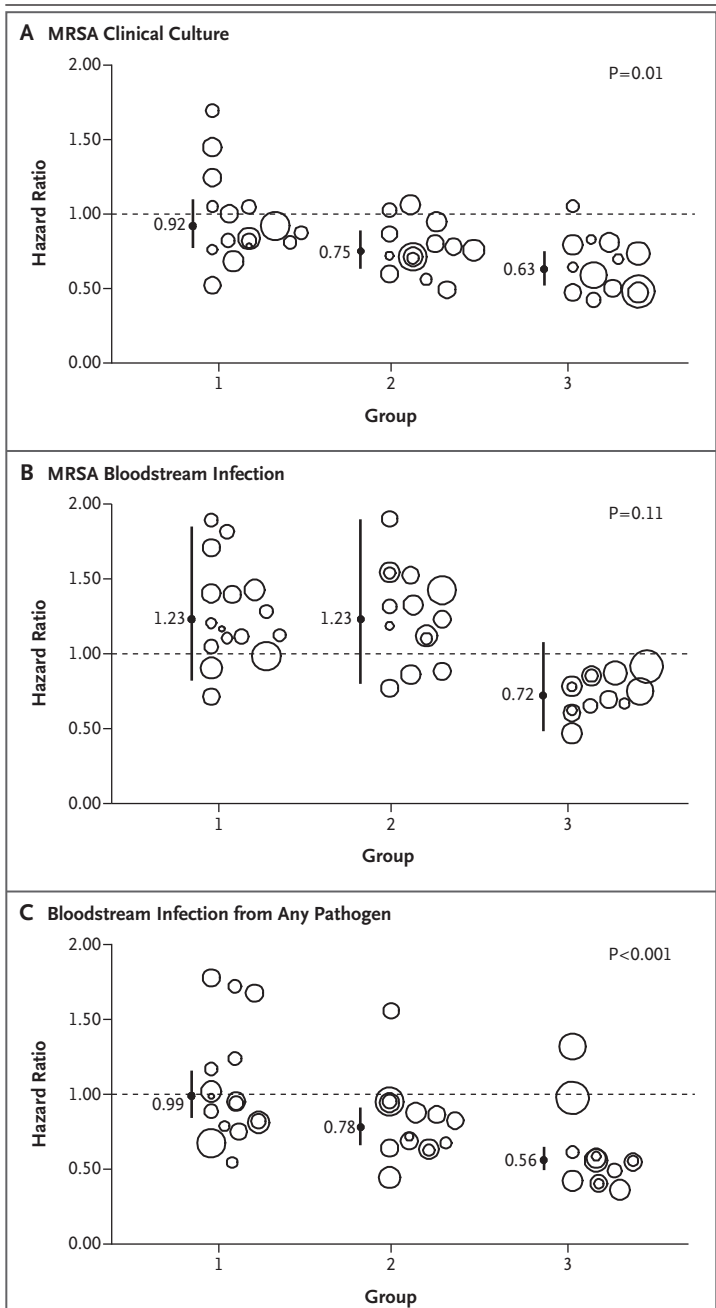 A MRSA Clinical Culture
2.00
P=0.01
1.50
1.00
0.92
0.75
0.63
0.50
0.00
Hazard Ratio
1 2 3
Group
B MRSA Bloodstream Infection
2.00
P=0.11
1.50
1.23 1.23
1.00
0.72
0.50
0.00
Hazard Ratio
1 2 3
Group
C Bloodstream Infection from Any Pathogen
2.00
P<0.001
1.50
1.00
0.99
0.78
0.56
0.50
0.00
Hazard Ratio
1 2 3
Group